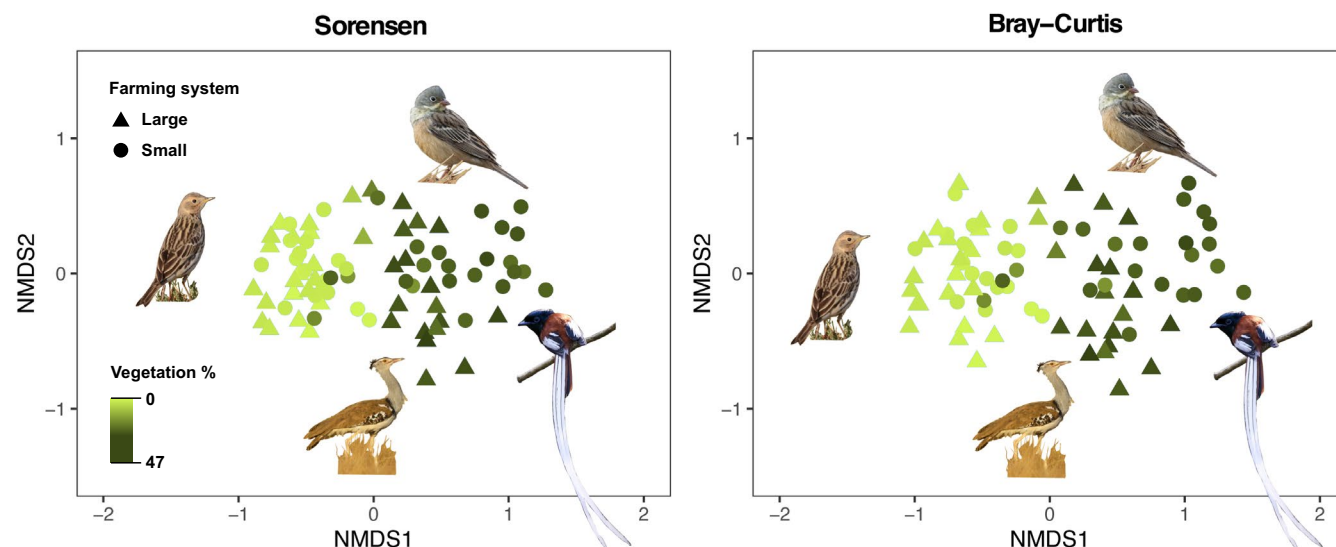 Sorensen
Farming system
Large
Small
Vegetation %
0
47
NMDS2
1
0
−1
−2
−1
0
1
2
NMDS1
Bray−Curtis
NMDS2
1
0
−1
−2
−1
0
1
2
NMDS1